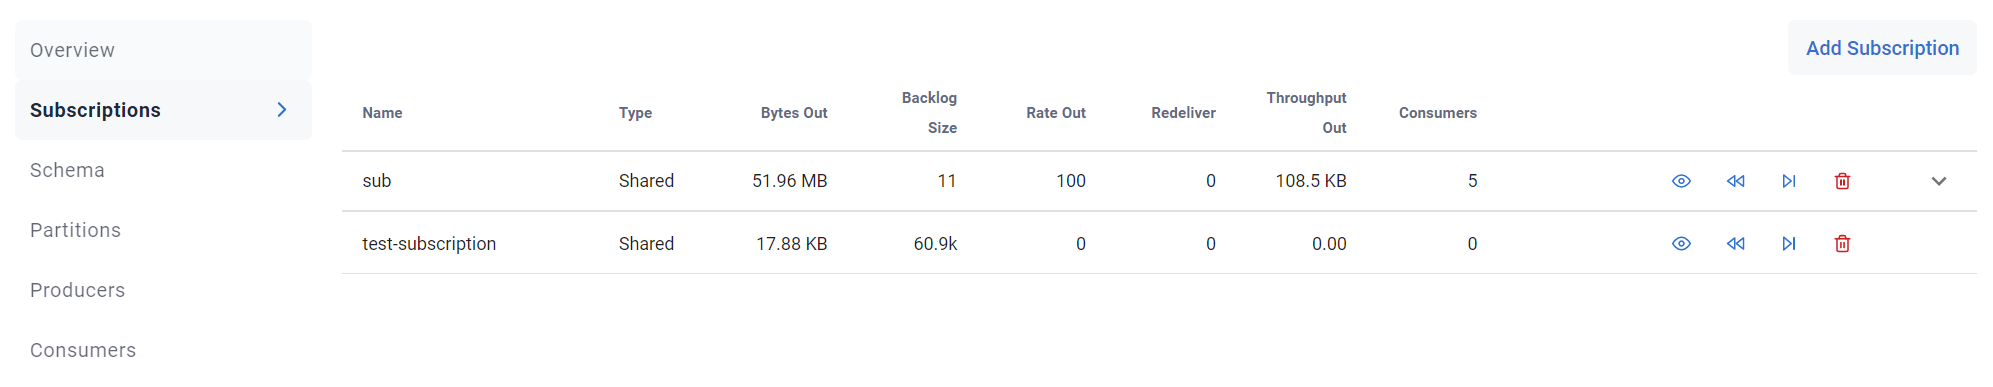 Overview
Subscriptions
Schema
Partitions
Producers
Consumers
Add Subscription
Name Type Bytes Out Backlog Size Rate Out Redeliver Throughput Out Consumers
sub Shared 51.96 MB 11 100 0 108.5 KB 5
test-subscription Shared 17.88 KB 60.9k 0 0 0.00 0